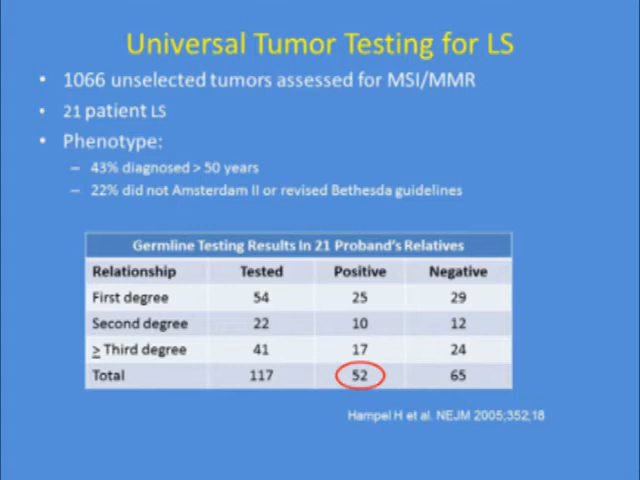 Universal Tumor Testing for LS
• 1066 unselected tumors assessed for MSI/MMR
• 21 patient LS
• Phenotype:
– 43% diagnosed > 50 years
– 22% did not Amsterdam II or revised Bethesda guidelines
Germline Testing Results In 21 Proband's Relatives
Relationship Tested Positive Negative
First degree 54 25 29
Second degree 22 10 12
≥ Third degree 41 17 24
Total 117 52 65
Hampel H et al. NEJM 2005;352;18